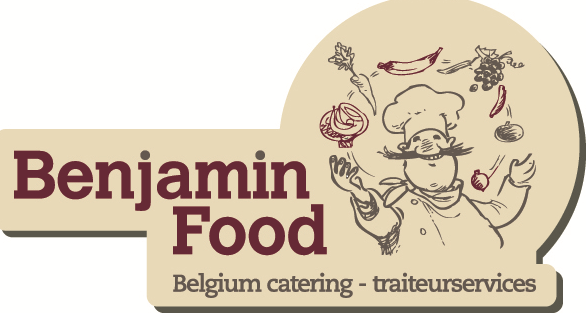 Benjamin
Food
Belgium catering - traiteurservices